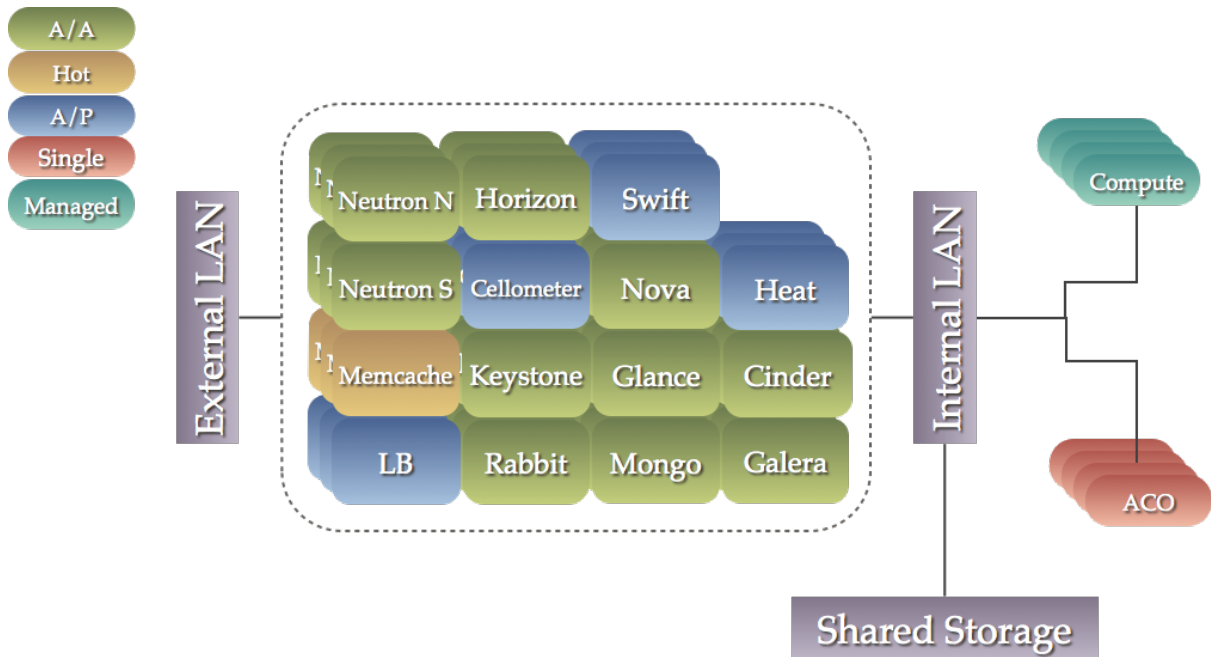 A/A
Hot
A/P
Single
Managed
External LAN
Neutron N
Horizon
Swift
Neutron S
Cellometer
Nova
Heat
Memcache
Keystone
Glance
Cinder
LB
Rabbit
Mongo
Galera
Internal LAN
Compute
ACO
Shared Storage